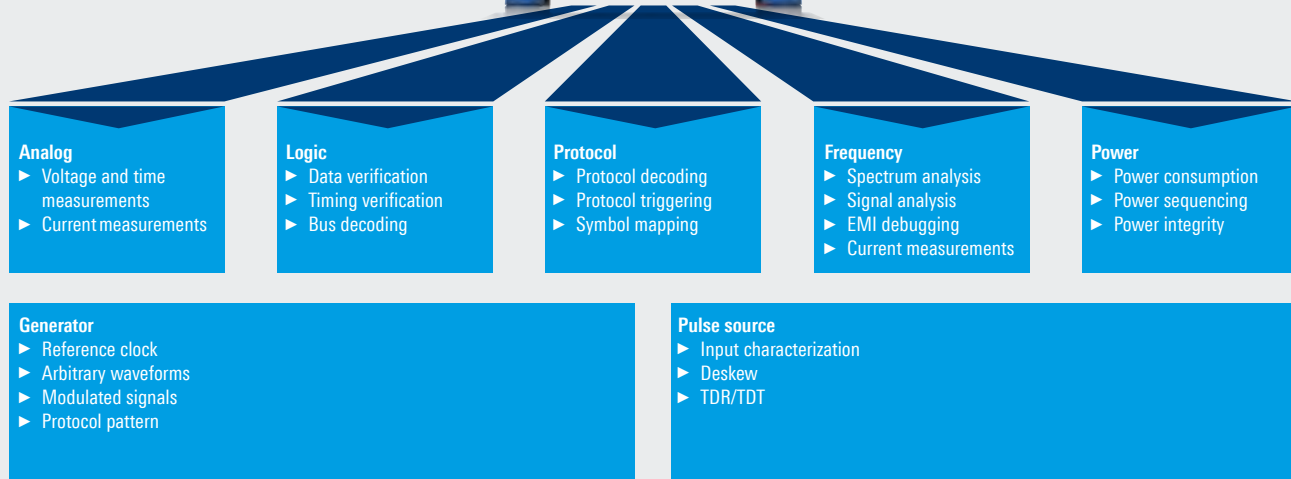 Analog
► Voltage and time
measurements
► Current measurements
Logic
► Data verification
► Timing verification
► Bus decoding
Protocol
► Protocol decoding
► Protocol triggering
► Symbol mapping
Frequency
► Spectrum analysis
► Signal analysis
► EMI debugging
► Current measurements
Power
► Power consumption
► Power sequencing
► Power integrity
Generator
► Reference clock
► Arbitrary waveforms
► Modulated signals
► Protocol pattern
Pulse source
► Input characterization
► Deskew
► TDR/TDT